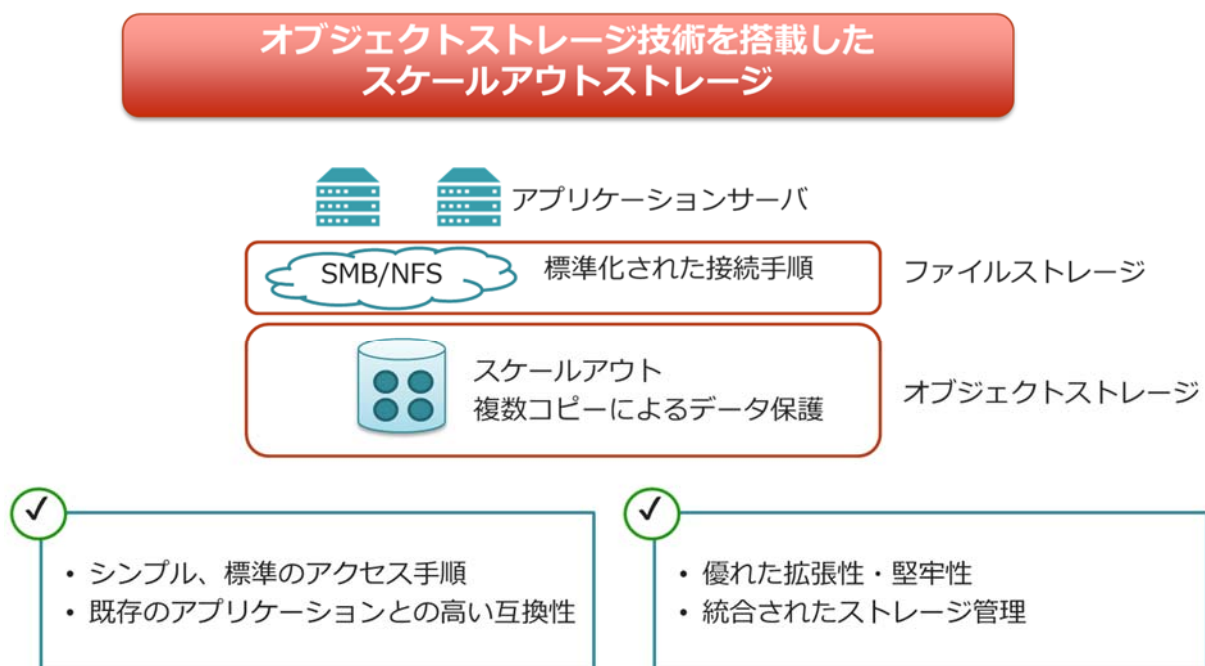 オブジェクトストレージ技術を搭載した
スケールアウトストレージ
アプリケーションサーバ
SMB/NFS
標準化された接続手順
ファイルストレージ
スケールアウト
複数コピーによるデータ保護
オブジェクトストレージ
• シンプル、標準のアクセス手順
• 既存のアプリケーションとの高い互換性
• 優れた拡張性・堅牢性
• 統合されたストレージ管理